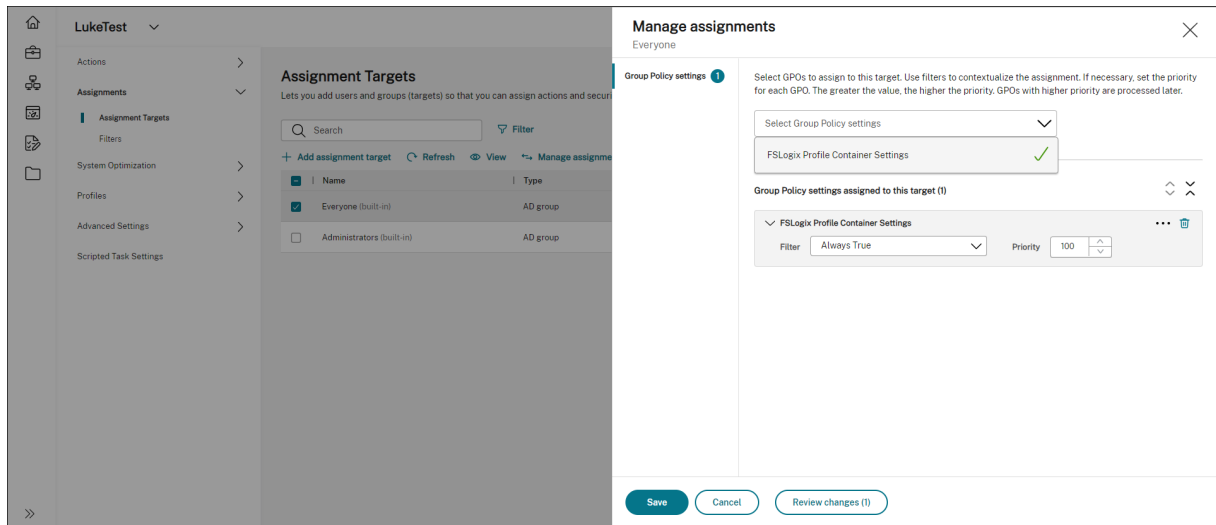 LukeTest
Actions
Assignments
Assignment Targets
Filters
System Optimization
Profiles
Advanced Settings
Scripted Task Settings
Assignment Targets
Lets you add users and groups (targets) so that you can assign actions and securi
Search
Filter
Add assignment target Refresh View Manage assignme
Name Type
Everyone (built-in) AD group
Administrators (built-in) AD group
Manage assignments
Everyone
Group Policy settings 1
Select GPOs to assign to this target. Use filters to contextualize the assignment. If necessary, set the priority
for each GPO. The greater the value, the higher the priority. GPOs with higher priority are processed later.
Select Group Policy settings
FSLogix Profile Container Settings
Group Policy settings assigned to this target (1)
FSLogix Profile Container Settings
Filter Always True Priority 100
Save Cancel Review changes (1)